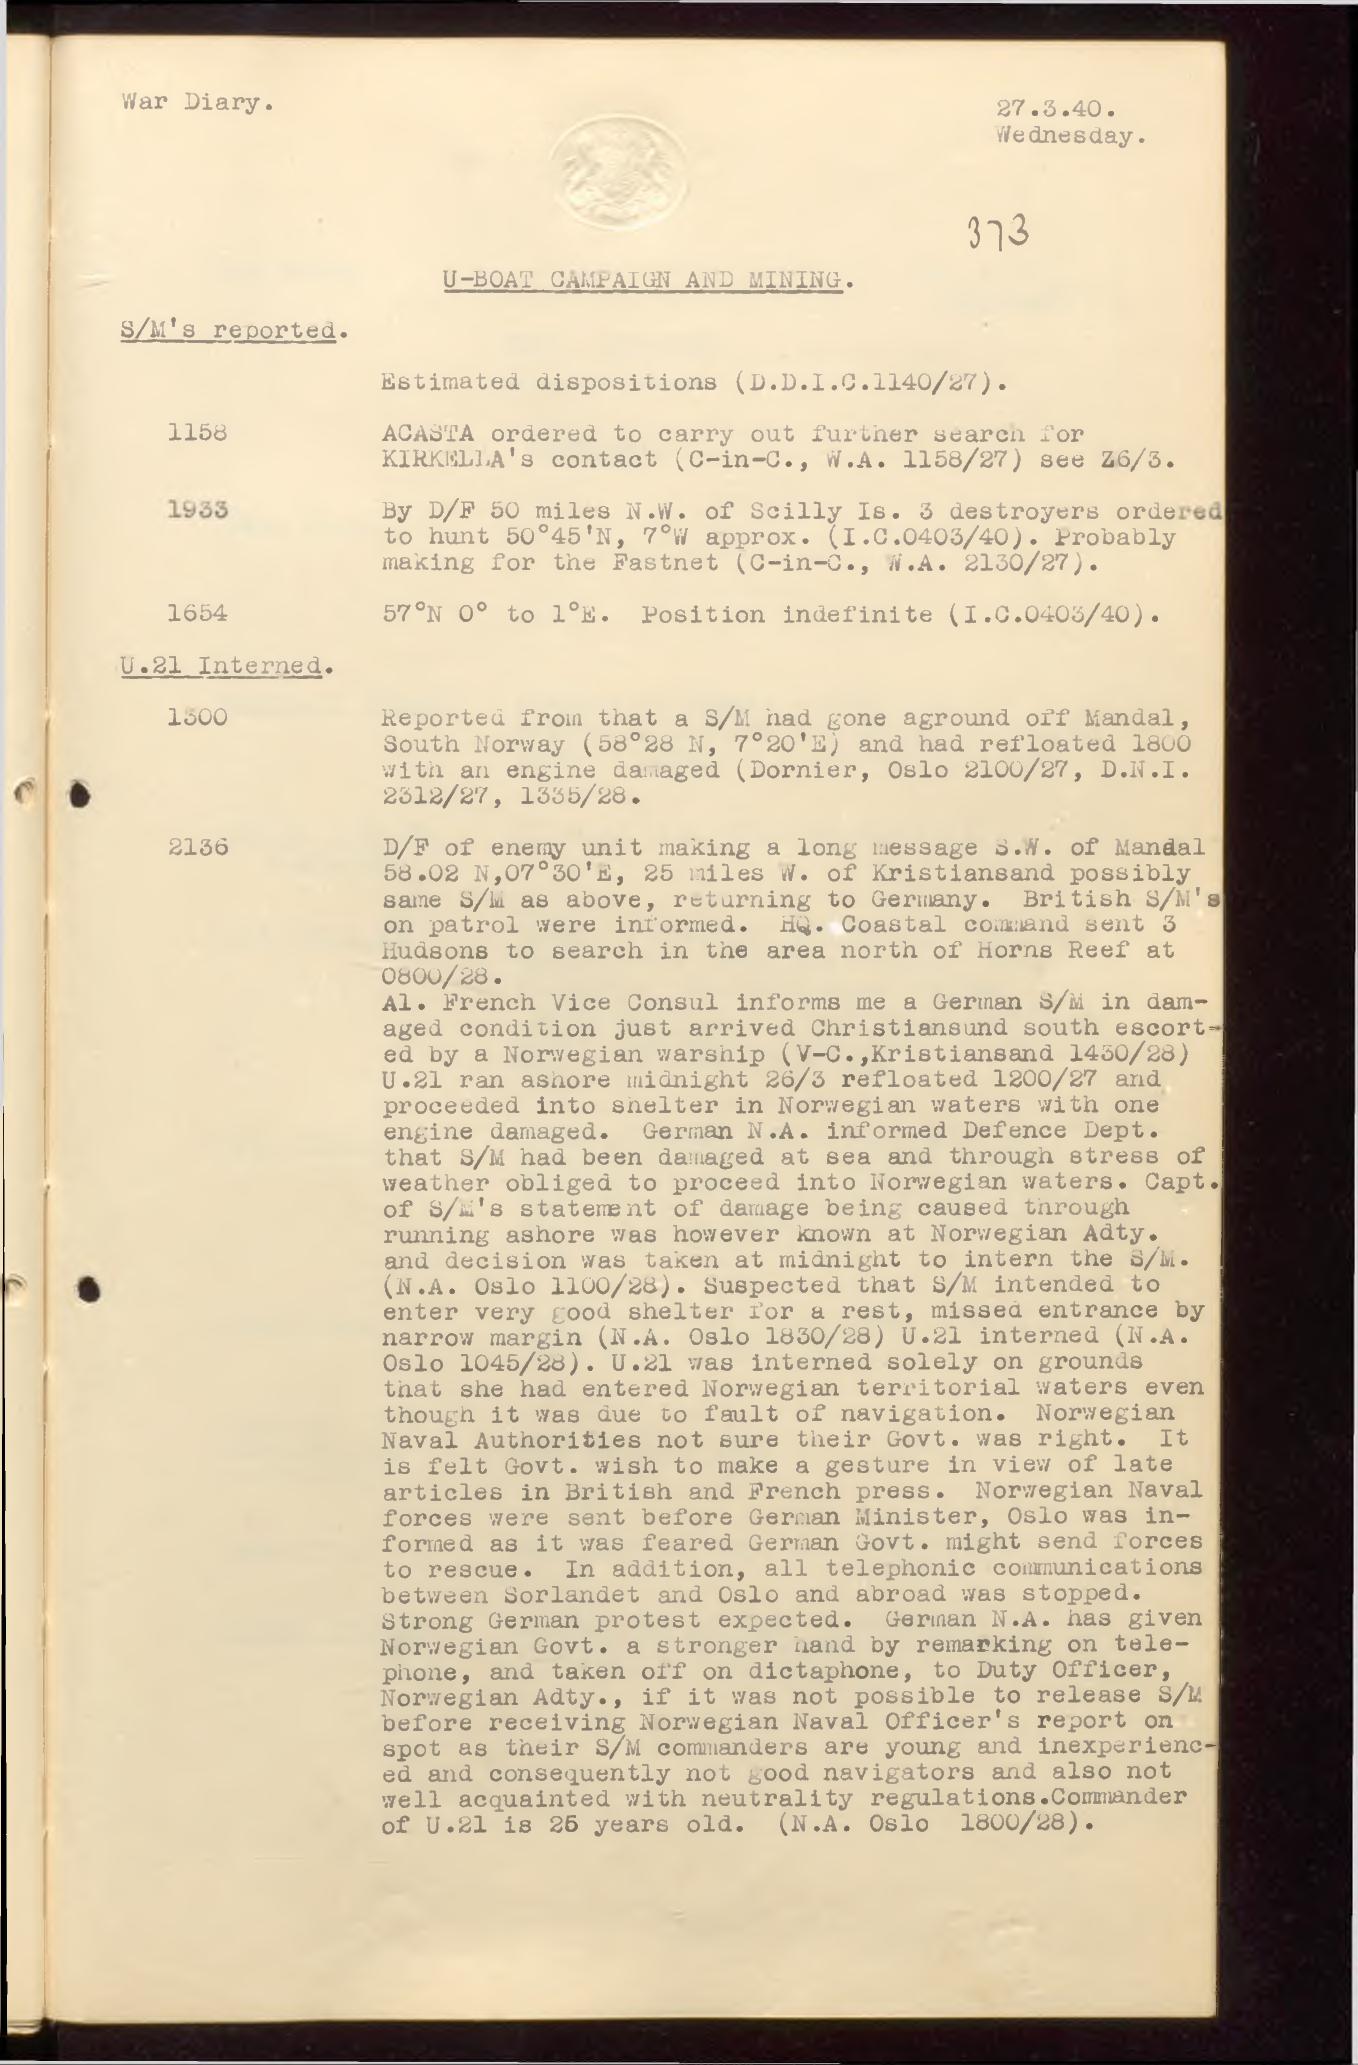 War Diary.
27.3.40.
Wednesday.
373
U-BOAT CAMPAIGN AND MINING.
S/M's reported.
Estimated dispositions (D.D.I.C.1140/27).
1158 ACASTA ordered to carry out further search for
KIRKELLA's contact (C-in-C., W.A. 1158/27) see Z6/3.
1933 By D/F 50 miles N.W. of Scilly Is. 3 destroyers ordered
to hunt 50°45'N, 7°W approx. (I.C.0403/40). Probably
making for the Fastnet (C-in-C., W.A. 2130/27).
1654 57°N 0° to 1°E. Position indefinite (I.C.0403/40).
U.21 Interned.
1300 Reported from that a S/M had gone aground off Mandal,
South Norway (58°28 N, 7°20'E) and had refloated 1800
with an engine damaged (Dornier, Oslo 2100/27, D.N.I.
2312/27, 1335/28.
2136 D/F of enemy unit making a long message S.W. of Mandal
58.02 N,07°30'E, 25 miles W. of Kristiansand possibly
same S/M as above, returning to Germany. British S/M's
on patrol were informed. HQ. Coastal command sent 3
Hudsons to search in the area north of Horns Reef at
0800/28.
Al. French Vice Consul informs me a German S/M in dam-
aged condition just arrived Christiansund south escort-
ed by a Norwegian warship (V-C.,Kristiansand 1430/28)
U.21 ran ashore midnight 26/3 refloated 1200/27 and
proceeded into shelter in Norwegian waters with one
engine damaged. German N.A. informed Defence Dept.
that S/M had been damaged at sea and through stress of
weather obliged to proceed into Norwegian waters. Capt.
of S/M's statement of damage being caused through
running ashore was however known at Norwegian Adty.
and decision was taken at midnight to intern the S/M.
(N.A. Oslo 1100/28). Suspected that S/M intended to
enter very good shelter for a rest, missed entrance by
narrow margin (N.A. Oslo 1830/28) U.21 interned (N.A.
Oslo 1045/28). U.21 was interned solely on grounds
that she had entered Norwegian territorial waters even
though it was due to fault of navigation. Norwegian
Naval Authorities not sure their Govt. was right. It
is felt Govt. wish to make a gesture in view of late
articles in British and French press. Norwegian Naval
forces were sent before German Minister, Oslo was in-
formed as it was feared German Govt. might send forces
to rescue. In addition, all telephonic communications
between Sorlandet and Oslo and abroad was stopped.
Strong German protest expected. German N.A. has given
Norwegian Govt. a stronger hand by remarking on tele-
phone, and taken off on dictaphone, to Duty Officer,
Norwegian Adty., if it was not possible to release S/M
before receiving Norwegian Naval Officer's report on
spot as their S/M commanders are young and inexperienc-
ed and consequently not good navigators and also not
well acquainted with neutrality regulations.Commander
of U.21 is 25 years old. (N.A. Oslo 1800/28).